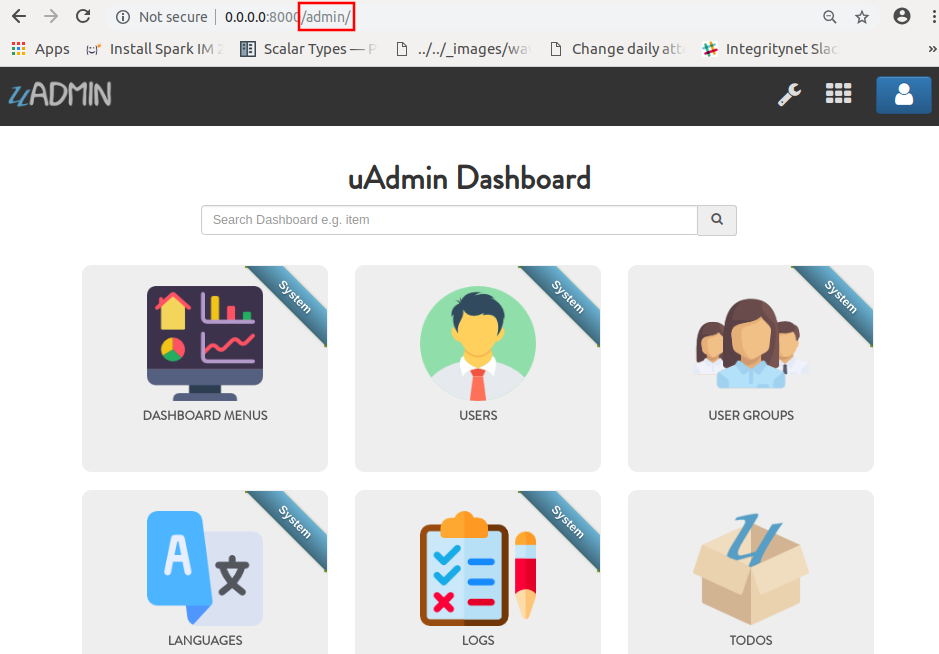 Not secure | 0.0.0.0:8000/admin/
Apps Install Spark IM Scalar Types — ../../_images/wa Change daily att Integritynet Slac »
uADMIN
uAdmin Dashboard
Search Dashboard e.g. item
System System System
DASHBOARD MENUS USERS USER GROUPS
System System
A 文 u
LANGUAGES LOGS TODOS